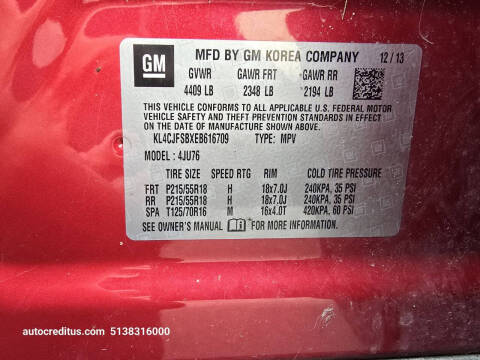 GM
MFD BY GM KOREA COMPANY 12/13
GVWR GAWR FRT GAWR RR
4409 LB 2348 LB 2194 LB
THIS VEHICLE CONFORMS TO ALL APPLICABLE U.S. FEDERAL MOTOR
VEHICLE SAFETY AND THEFT PREVENTION STANDARDS IN EFFECT
ON THE DATE OF MANUFACTURE SHOWN ABOVE.
KL4CJFSBXEB616709 TYPE: MPV
MODEL: 4JU76
TIRE SIZE SPEED RTG RIM COLD TIRE PRESSURE
FRT P215/55R18 H 18x7.0J 240KPA, 35 PSI
RR P215/55R18 H 18x7.0J 240KPA, 35 PSI
SPA T125/70R16 M 16x4.0T 420KPA, 60 PSI
SEE OWNER'S MANUAL FOR MORE INFORMATION
autocreditus.com 5138316000